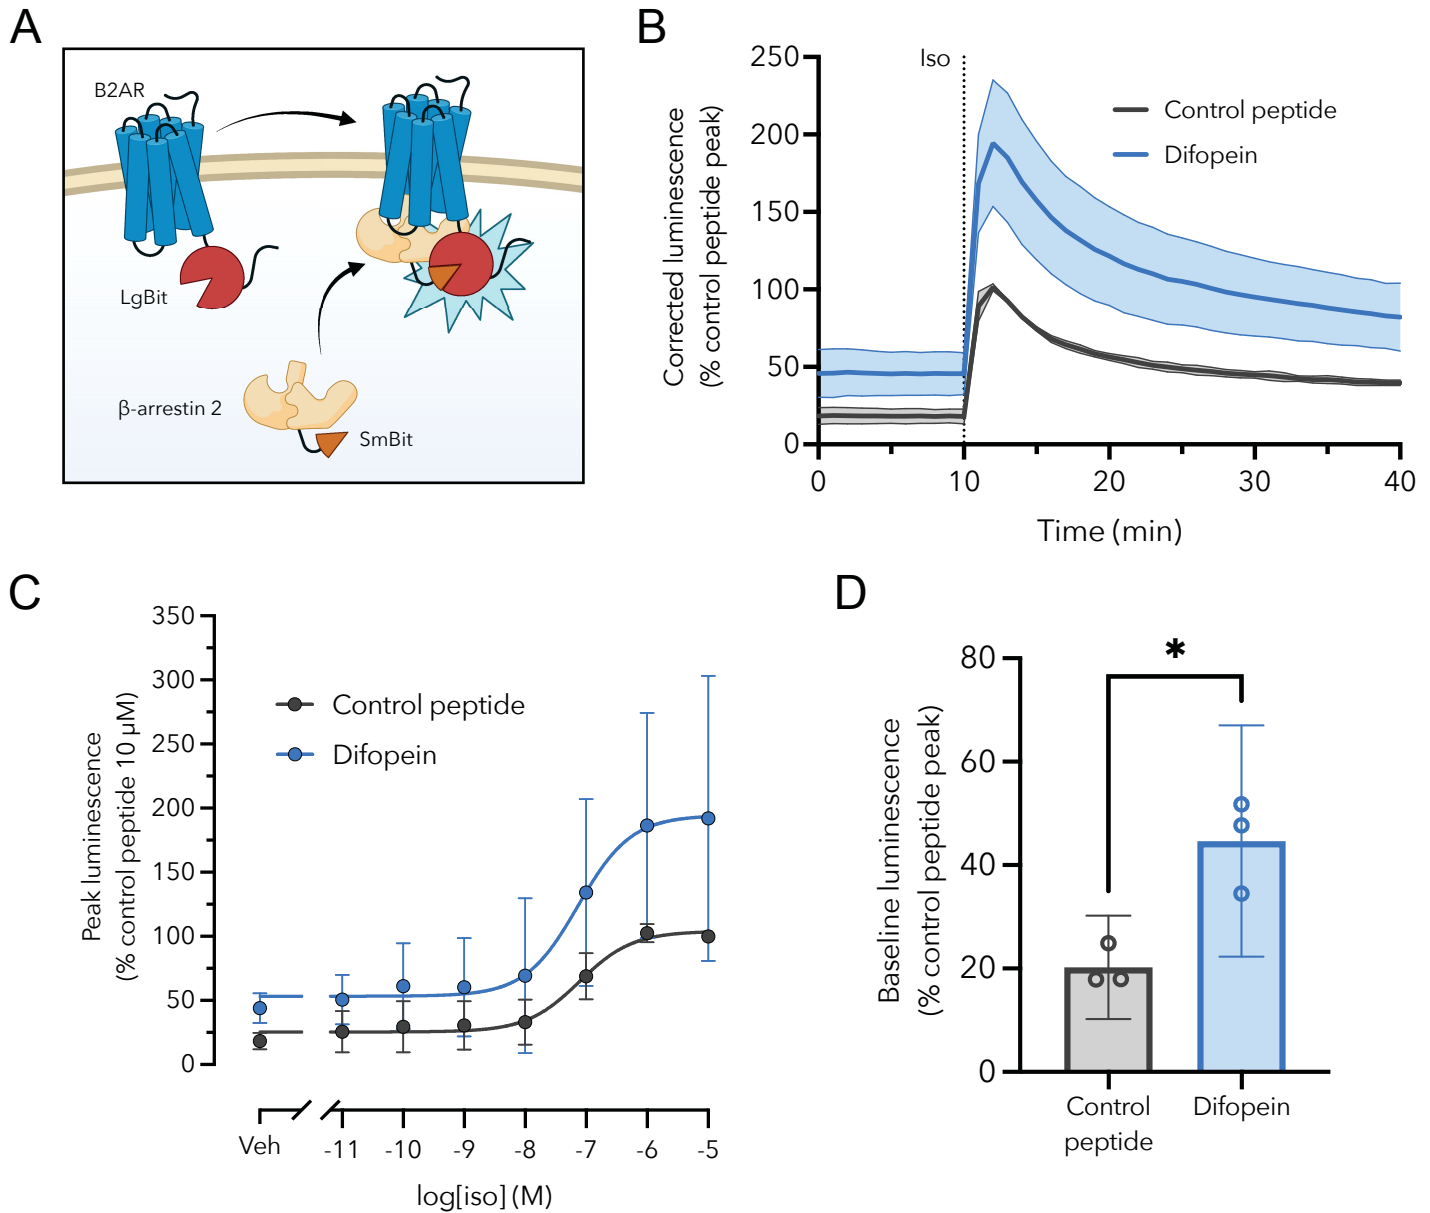 A
B2AR
LgBit
β-arrestin 2
SmBit
B
Corrected luminescence
(% control peptide peak)
250
200
150
100
50
0
Iso
Control peptide
Difopein
0 10 20 30 40
Time (min)
C
Peak luminescence
(% control peptide 10 µM)
350
300
250
200
150
100
50
0
Control peptide
Difopein
Veh -11 -10 -9 -8 -7 -6 -5
log[iso] (M)
D
Baseline luminescence
(% control peptide peak)
80
60
40
20
0
*
Control
peptide
Difopein